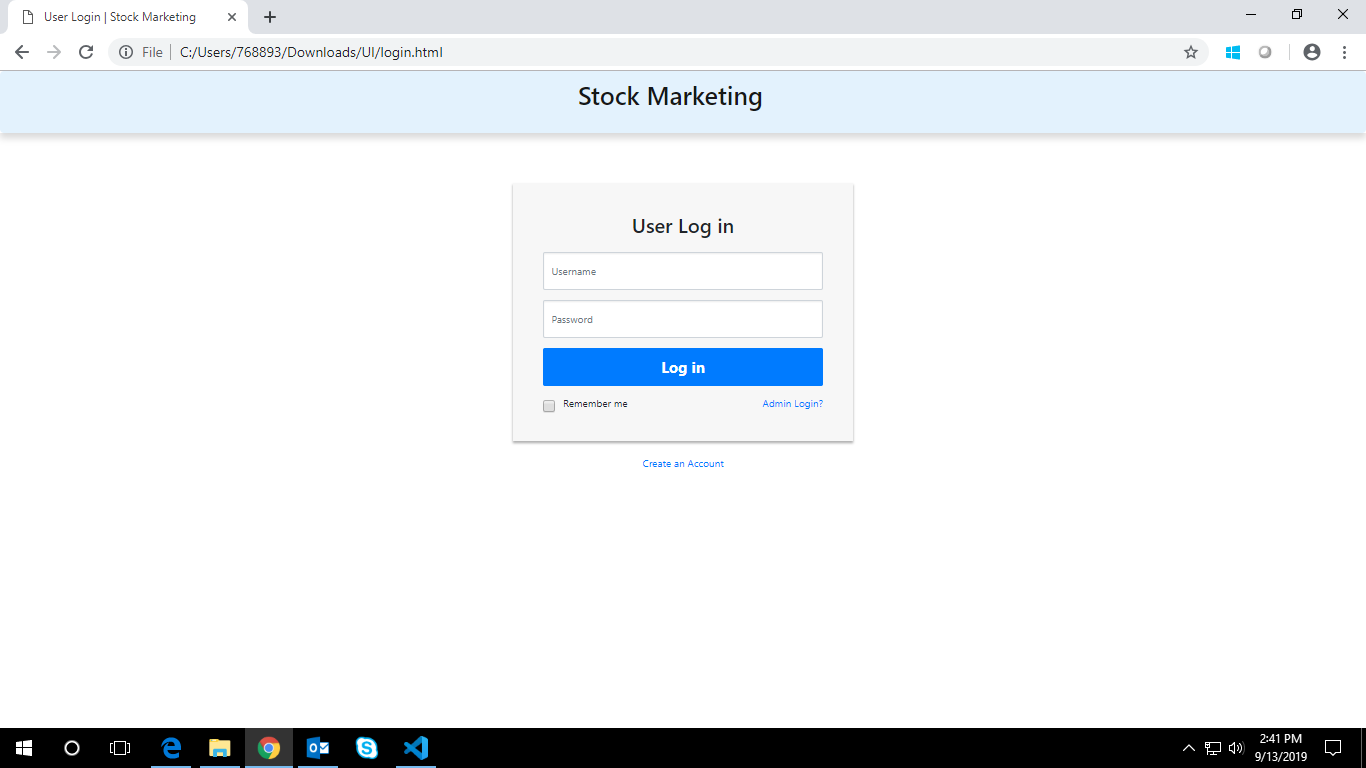 User Login | Stock Marketing
File
C:/Users/768893/Downloads/UI/login.html
Stock Marketing
User Log in
Username
Password
Log in
Remember me
Admin Login?
Create an Account
2:41 PM
9/13/2019